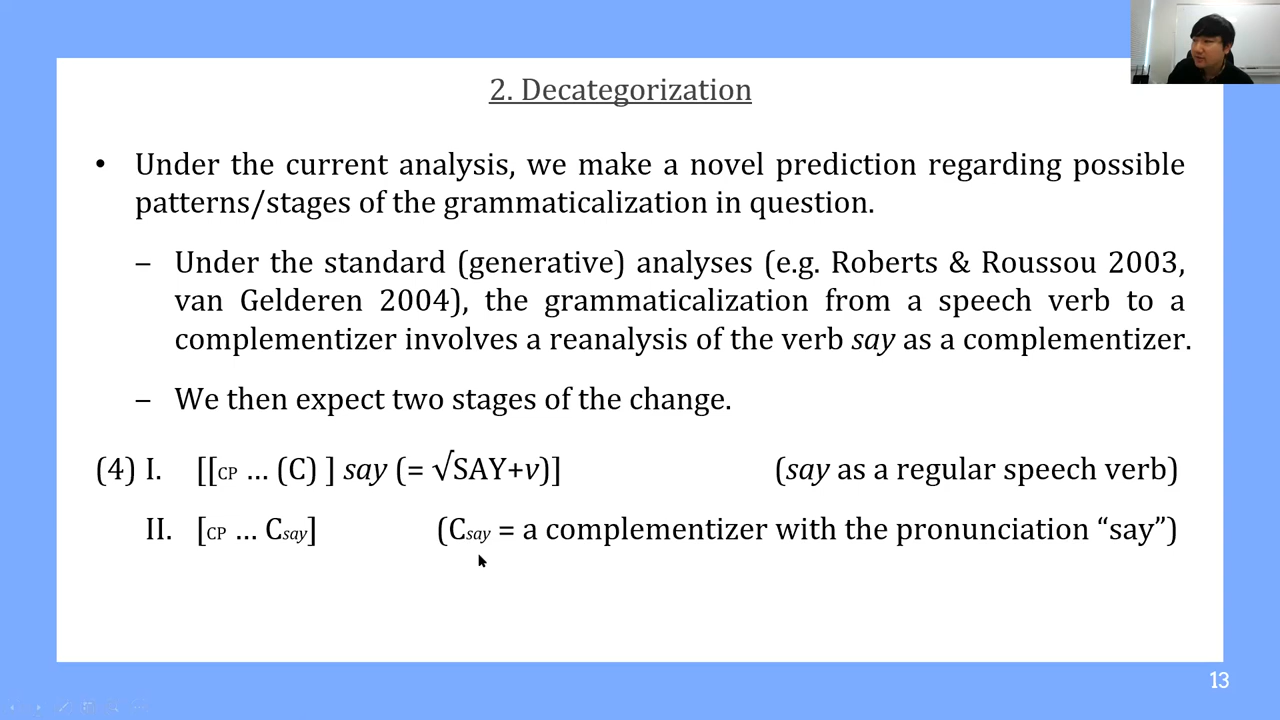 2. Decategorization
• Under the current analysis, we make a novel prediction regarding possible
patterns/stages of the grammaticalization in question.
– Under the standard (generative) analyses (e.g. Roberts & Roussou 2003,
van Gelderen 2004), the grammaticalization from a speech verb to a
complementizer involves a reanalysis of the verb say as a complementizer.
– We then expect two stages of the change.
(4) I. [[CP … (C) ] say (= √SAY+v)] (say as a regular speech verb)
II. [CP … Csay] (Csay = a complementizer with the pronunciation “say”)
13